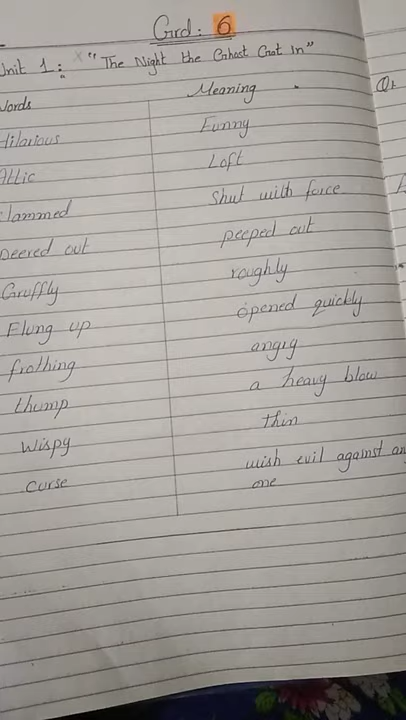 Grd: 6
Unit 1: "The Night the Ghost Got In"
Words Meaning
Hilarious Funny
Attic Loft
slammed Shut with force
peered out peeped out
Gruffly roughly
Flung up opened quickly
frothing angry
thump a heavy blow
Wispy thin
Curse wish evil against any
one